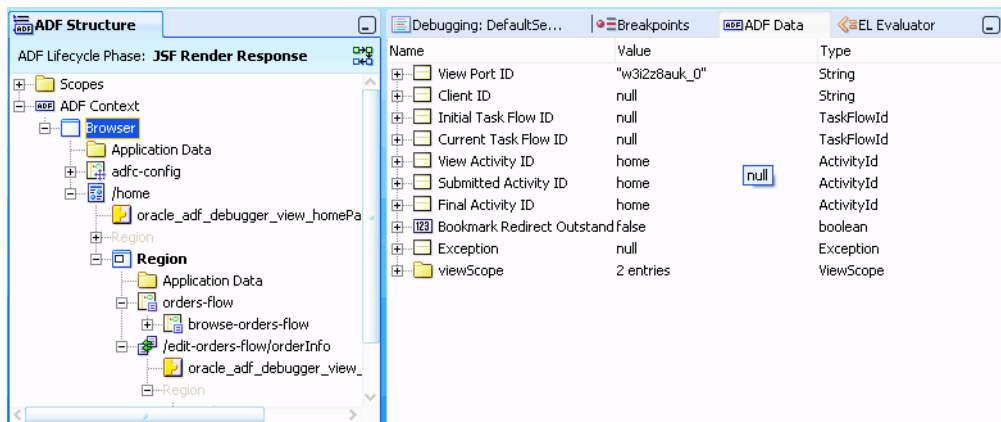 ADF Structure
ADF Lifecycle Phase: JSF Render Response
Scopes
ADF ADF Context
Browser
Application Data
adfc-config
/home
oracle_adf_debugger_view_homePa
Region
Region
Application Data
orders-flow
browse-orders-flow
/edit-orders-flow/orderInfo
oracle_adf_debugger_view_
Region
Debugging: DefaultSe... Breakpoints ADF ADF Data EL Evaluator
Name Value Type
View Port ID "w3i2z8auk_0" String
Client ID null String
Initial Task Flow ID null TaskFlowId
Current Task Flow ID null TaskFlowId
View Activity ID home ActivityId
null
Submitted Activity ID home ActivityId
Final Activity ID home ActivityId
123 Bookmark Redirect Outstand false boolean
Exception null Exception
viewScope 2 entries ViewScope